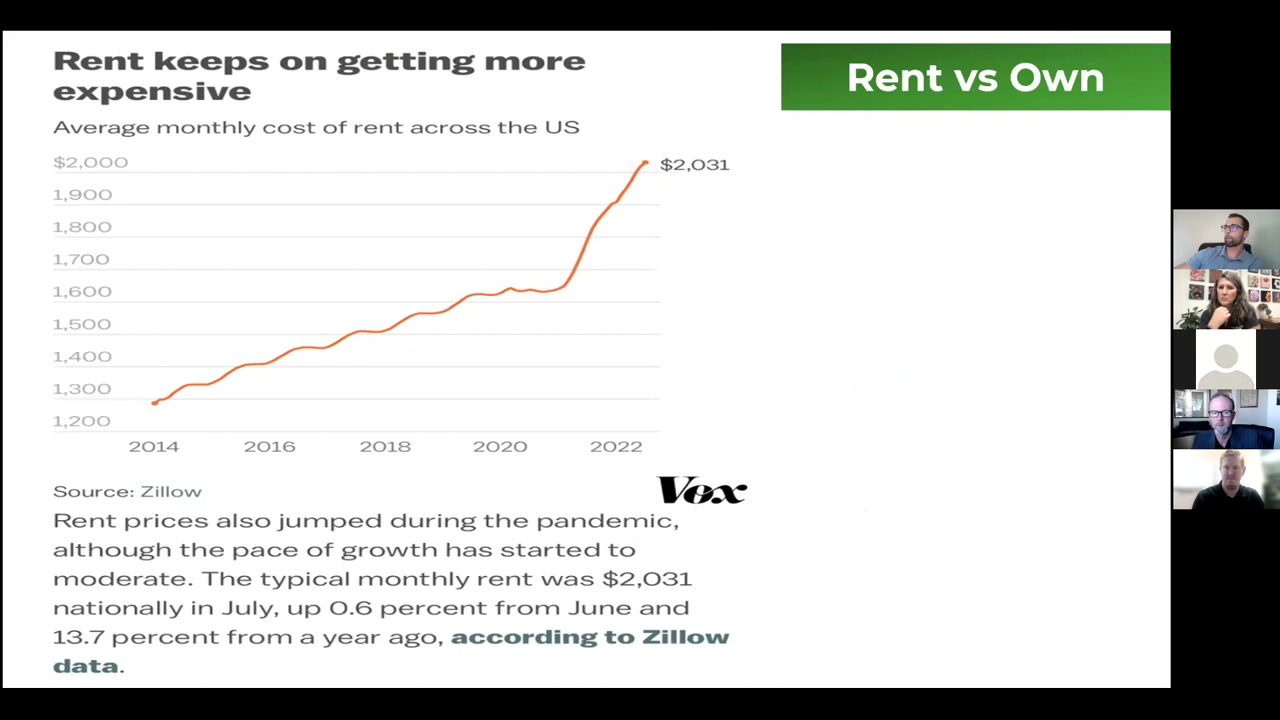 Rent keeps on getting more
expensive
Rent vs Own
Average monthly cost of rent across the US
$2,000
$2,031
1,900
1,800
1,700
1,600
1,500
1,400
1,300
1,200
2014 2016 2018 2020 2022
Source: Zillow
Vox
Rent prices also jumped during the pandemic,
although the pace of growth has started to
moderate. The typical monthly rent was $2,031
nationally in July, up 0.6 percent from June and
13.7 percent from a year ago, according to Zillow
data.